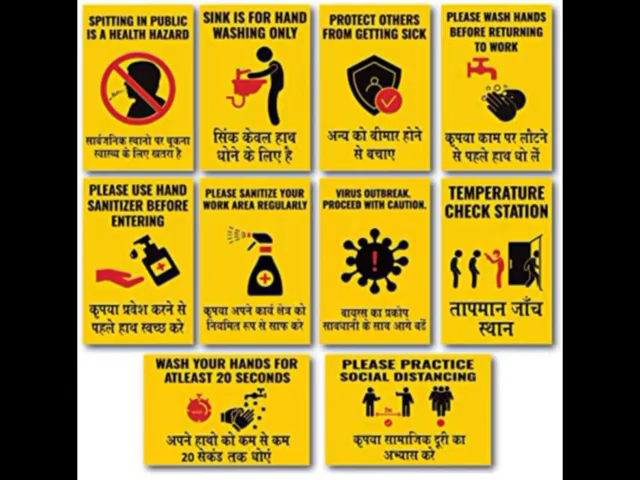 SPITTING IN PUBLIC
IS A HEALTH HAZARD
सार्वजनिक स्थानो पर थूकना
स्वास्थ्य के लिए खतरा है
SINK IS FOR HAND
WASHING ONLY
सिंक केवल हाथ
धोने के लिए है
PROTECT OTHERS
FROM GETTING SICK
अन्य को बीमार होने
से बचाए
PLEASE WASH HANDS
BEFORE RETURNING
TO WORK
कृपया काम पर लौटने
से पहले हाथ धो लें
PLEASE USE HAND
SANITIZER BEFORE
ENTERING
कृपया प्रवेश करने से
पहले हाथ स्वच्छ करे
PLEASE SANITIZE YOUR
WORK AREA REGULARLY
कृपया अपने कार्य क्षेत्र को
नियमित रूप से साफ करे
VIRUS OUTBREAK,
PROCEED WITH CAUTION.
वायरस का प्रकोप
सावधानी के साथ आगे बढ़ें
TEMPERATURE
CHECK STATION
तापमान जाँच
स्थान
WASH YOUR HANDS FOR
ATLEAST 20 SECONDS
अपने हाथो को कम से कम
20 सेकंड तक धोएं
PLEASE PRACTICE
SOCIAL DISTANCING
कृपया सामाजिक दूरी का
अभ्यास करे